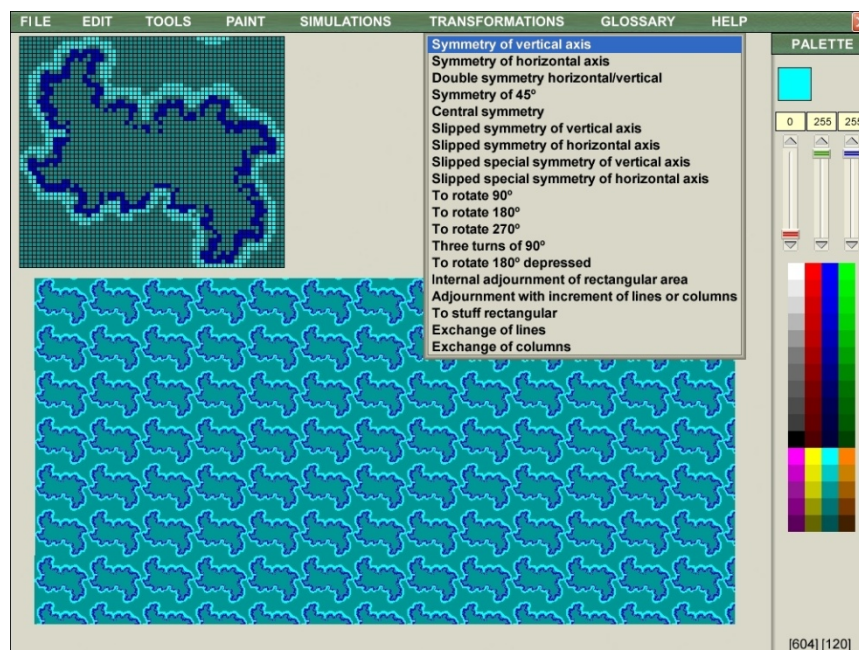 FILE EDIT TOOLS PAINT SIMULATIONS TRANSFORMATIONS GLOSSARY HELP
Symmetry of vertical axis
Symmetry of horizontal axis
Double symmetry horizontal/vertical
Symmetry of 45º
Central symmetry
Slipped symmetry of vertical axis
Slipped symmetry of horizontal axis
Slipped special symmetry of vertical axis
Slipped special symmetry of horizontal axis
To rotate 90º
To rotate 180º
To rotate 270º
Three turns of 90º
To rotate 180º depressed
Internal adjournment of rectangular area
Adjournment with increment of lines or columns
To stuff rectangular
Exchange of lines
Exchange of columns
PALETTE
0 255 255
[604] [120]